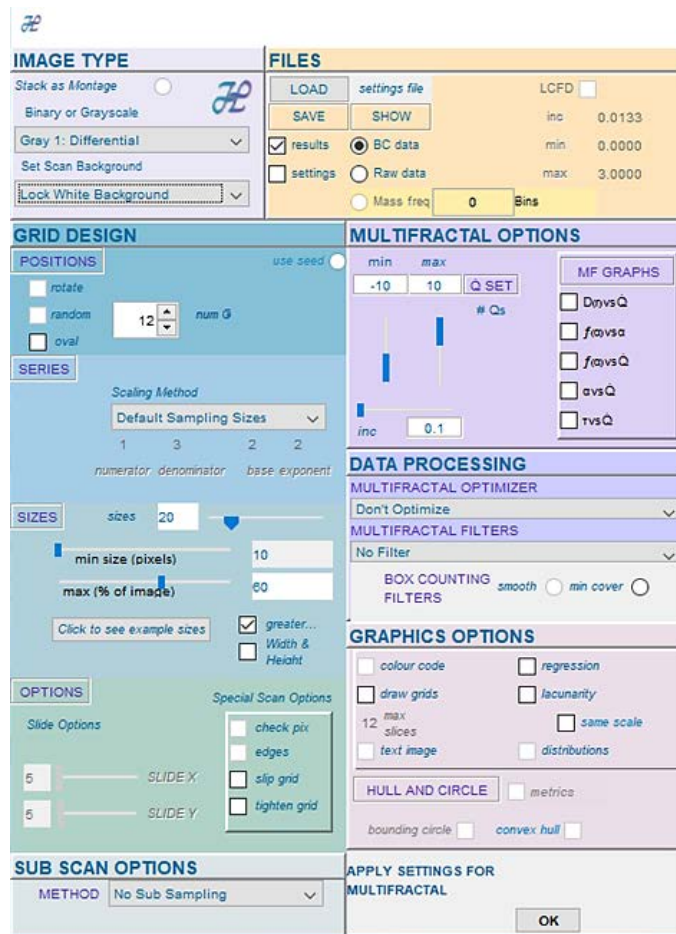 IMAGE TYPE
Stack as Montage
Binary or Grayscale
Gray 1: Differential
Set Scan Background
Lock White Background
FILES
LOAD settings file LCFD
SAVE SHOW inc 0.0133
results BC data min 0.0000
settings Raw data max 3.0000
Mass freq 0 Bins
GRID DESIGN
POSITIONS use seed
rotate
random 12 num G
oval
SERIES
Scaling Method
Default Sampling Sizes
1 3 2 2
numerator denominator base exponent
SIZES sizes 20
min size (pixels) 10
max (% of image) 60
Click to see example sizes greater...
Width &
Height
OPTIONS Special Scan Options
Slide Options check pix
edges
5 SLIDE X slip grid
5 SLIDE Y tighten grid
SUB SCAN OPTIONS
METHOD No Sub Sampling
MULTIFRACTAL OPTIONS
min max MF GRAPHS
-10 10 Q SET
# Qs
D(η)vsQ
f(α)vsα
f(α)vsQ
αvsQ
τvsQ
inc 0.1
DATA PROCESSING
MULTIFRACTAL OPTIMIZER
Don't Optimize
MULTIFRACTAL FILTERS
No Filter
BOX COUNTING smooth min cover
FILTERS
GRAPHICS OPTIONS
colour code regression
draw grids lacunarity
12 max
slices same scale
text image distributions
HULL AND CIRCLE metrics
bounding circle convex hull
APPLY SETTINGS FOR
MULTIFRACTAL
OK